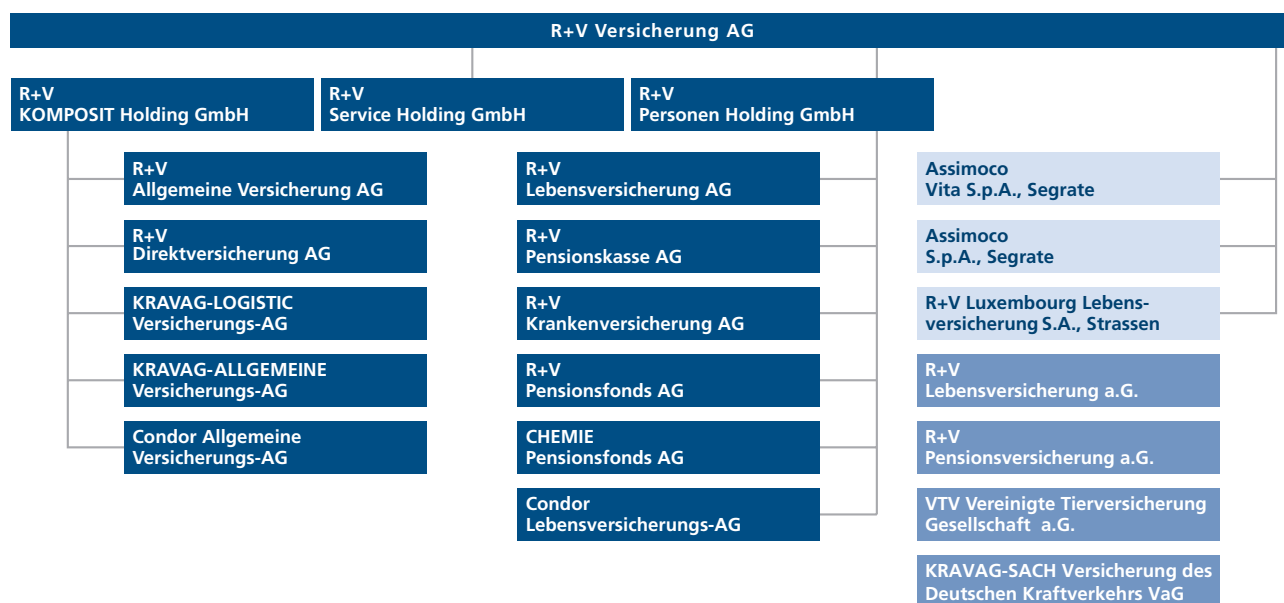 R+V Versicherung AG
R+V
KOMPOSIT Holding GmbH
R+V
Service Holding GmbH
R+V
Personen Holding GmbH
R+V
Allgemeine Versicherung AG
R+V
Direktversicherung AG
KRAVAG-LOGISTIC
Versicherungs-AG
KRAVAG-ALLGEMEINE
Versicherungs-AG
Condor Allgemeine
Versicherungs-AG
R+V
Lebensversicherung AG
R+V
Pensionskasse AG
R+V
Krankenversicherung AG
R+V
Pensionsfonds AG
CHEMIE
Pensionsfonds AG
Condor
Lebensversicherungs-AG
Assimoco
Vita S.p.A., Segrate
Assimoco
S.p.A., Segrate
R+V Luxembourg Lebens-
versicherung S.A., Strassen
R+V
Lebensversicherung a.G.
R+V
Pensionsversicherung a.G.
VTV Vereinigte Tierversicherung
Gesellschaft a.G.
KRAVAG-SACH Versicherung des
Deutschen Kraftverkehrs VaG